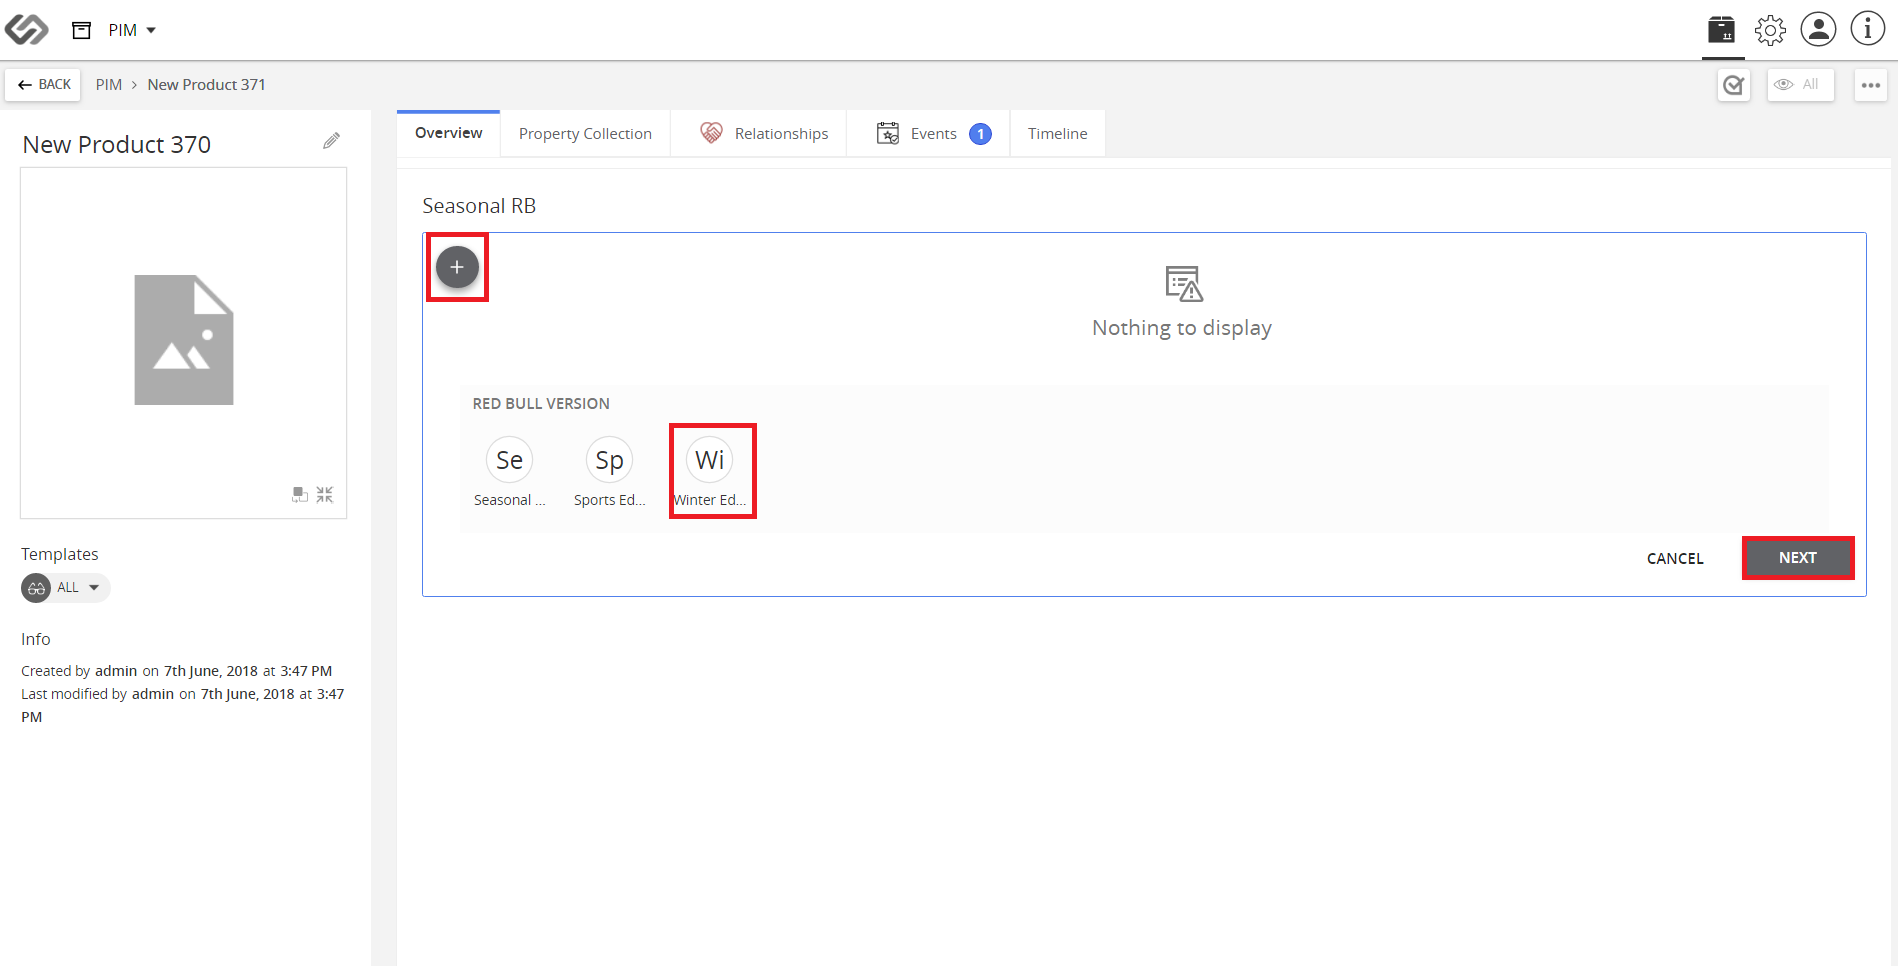 PIM
BACK
PIM > New Product 371
All
New Product 370
Overview
Property Collection
Relationships
Events 1
Timeline
Seasonal RB
+
Nothing to display
RED BULL VERSION
Se
Sp
Wi
Seasonal ...
Sports Ed...
Winter Ed...
CANCEL
NEXT
Templates
ALL
Info
Created by admin on 7th June, 2018 at 3:47 PM
Last modified by admin on 7th June, 2018 at 3:47
PM